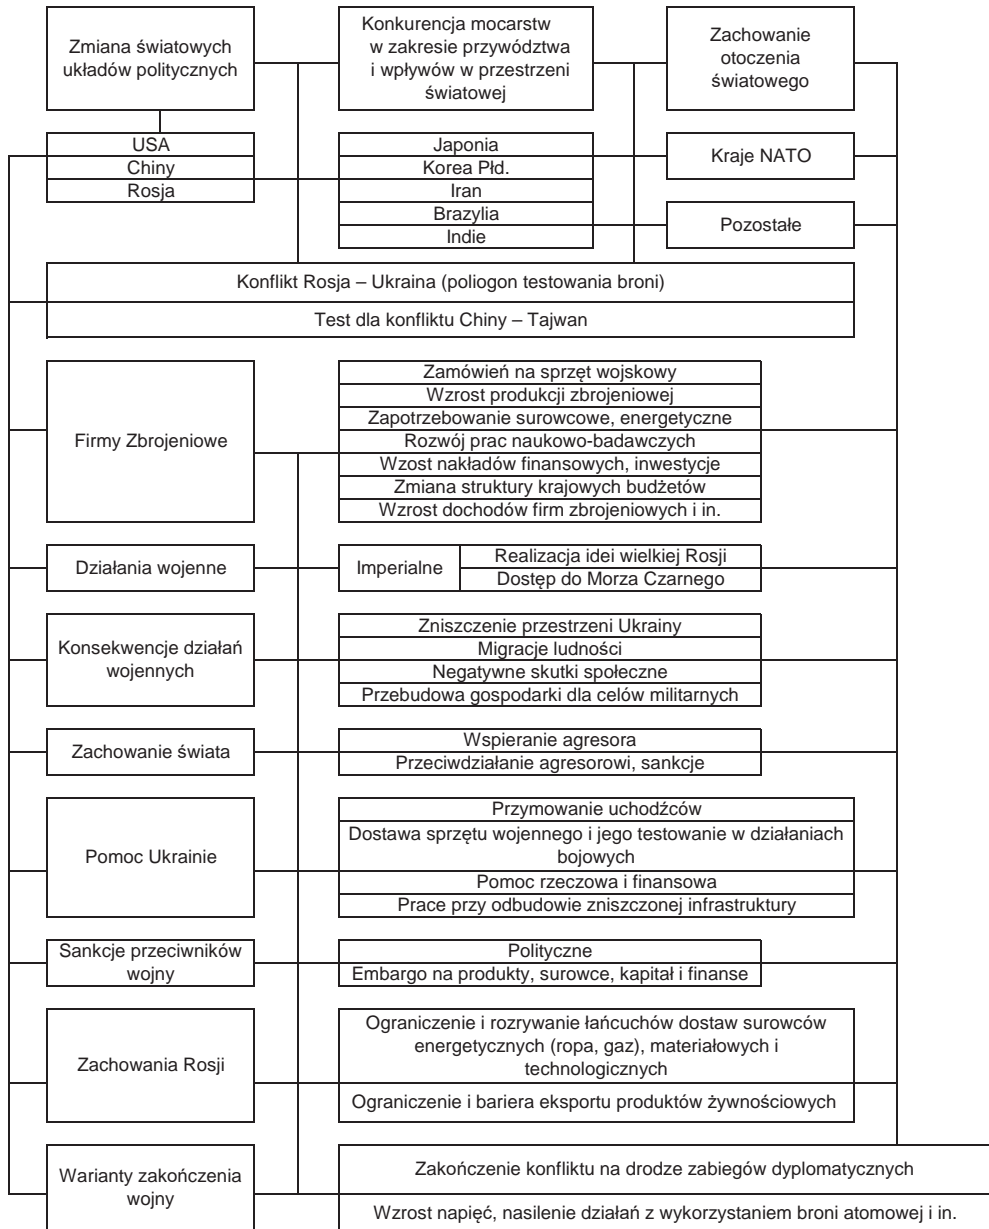 Zmiana światowych
układów politycznych
Konkurencja mocarstw
w zakresie przywództwa
i wpływów w przestrzeni
światowej
Zachowanie
otoczenia
światowego
USA
Chiny
Rosja
Japonia
Korea Płd.
Iran
Brazylia
Indie
Kraje NATO
Pozostałe
Konflikt Rosja – Ukraina (poliogon testowania broni)
Test dla konfliktu Chiny – Tajwan
Firmy Zbrojeniowe
Zamówień na sprzęt wojskowy
Wzrost produkcji zbrojeniowej
Zapotrzebowanie surowcowe, energetyczne
Rozwój prac naukowo-badawczych
Wzost nakładów finansowych, inwestycje
Zmiana struktury krajowych budżetów
Wzrost dochodów firm zbrojeniowych i in.
Działania wojenne
Imperialne
Realizacja idei wielkiej Rosji
Dostęp do Morza Czarnego
Konsekwencje działań
wojennych
Zniszczenie przestrzeni Ukrainy
Migracje ludności
Negatywne skutki społeczne
Przebudowa gospodarki dla celów militarnych
Zachowanie świata
Wspieranie agresora
Przeciwdziałanie agresorowi, sankcje
Pomoc Ukrainie
Przymowanie uchodźców
Dostawa sprzętu wojennego i jego testowanie w działaniach
bojowych
Pomoc rzeczowa i finansowa
Prace przy odbudowie zniszczonej infrastruktury
Sankcje przeciwników
wojny
Polityczne
Embargo na produkty, surowce, kapitał i finanse
Zachowania Rosji
Ograniczenie i rozrywanie łańcuchów dostaw surowców
energetycznych (ropa, gaz), materiałowych i
technologicznych
Ograniczenie i bariera eksportu produktów żywnościowych
Warianty zakończenia
wojny
Zakończenie konfliktu na drodze zabiegów dyplomatycznych
Wzrost napięć, nasilenie działań z wykorzystaniem broni atomowej i in.